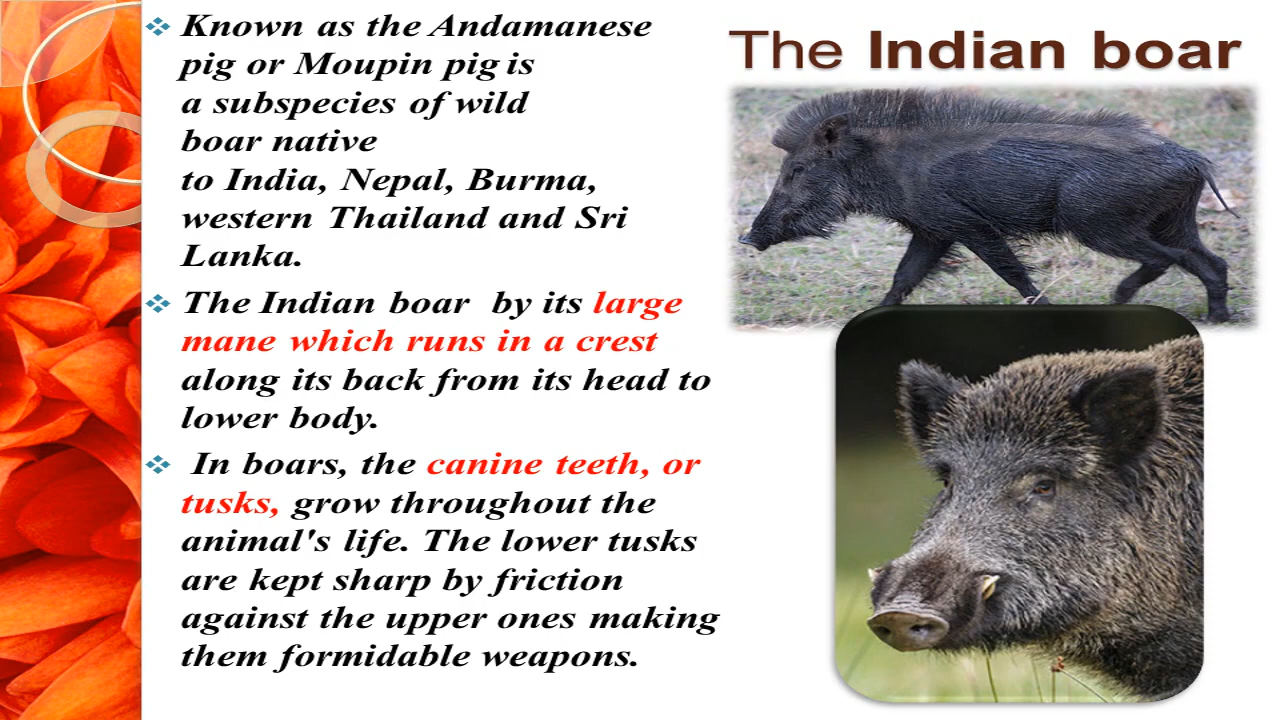 The Indian boar
Known as the Andamanese
pig or Moupin pig is
a subspecies of wild
boar native
to India, Nepal, Burma,
western Thailand and Sri
Lanka.
The Indian boar by its large
mane which runs in a crest
along its back from its head to
lower body.
In boars, the canine teeth, or
tusks, grow throughout the
animal's life. The lower tusks
are kept sharp by friction
against the upper ones making
them formidable weapons.